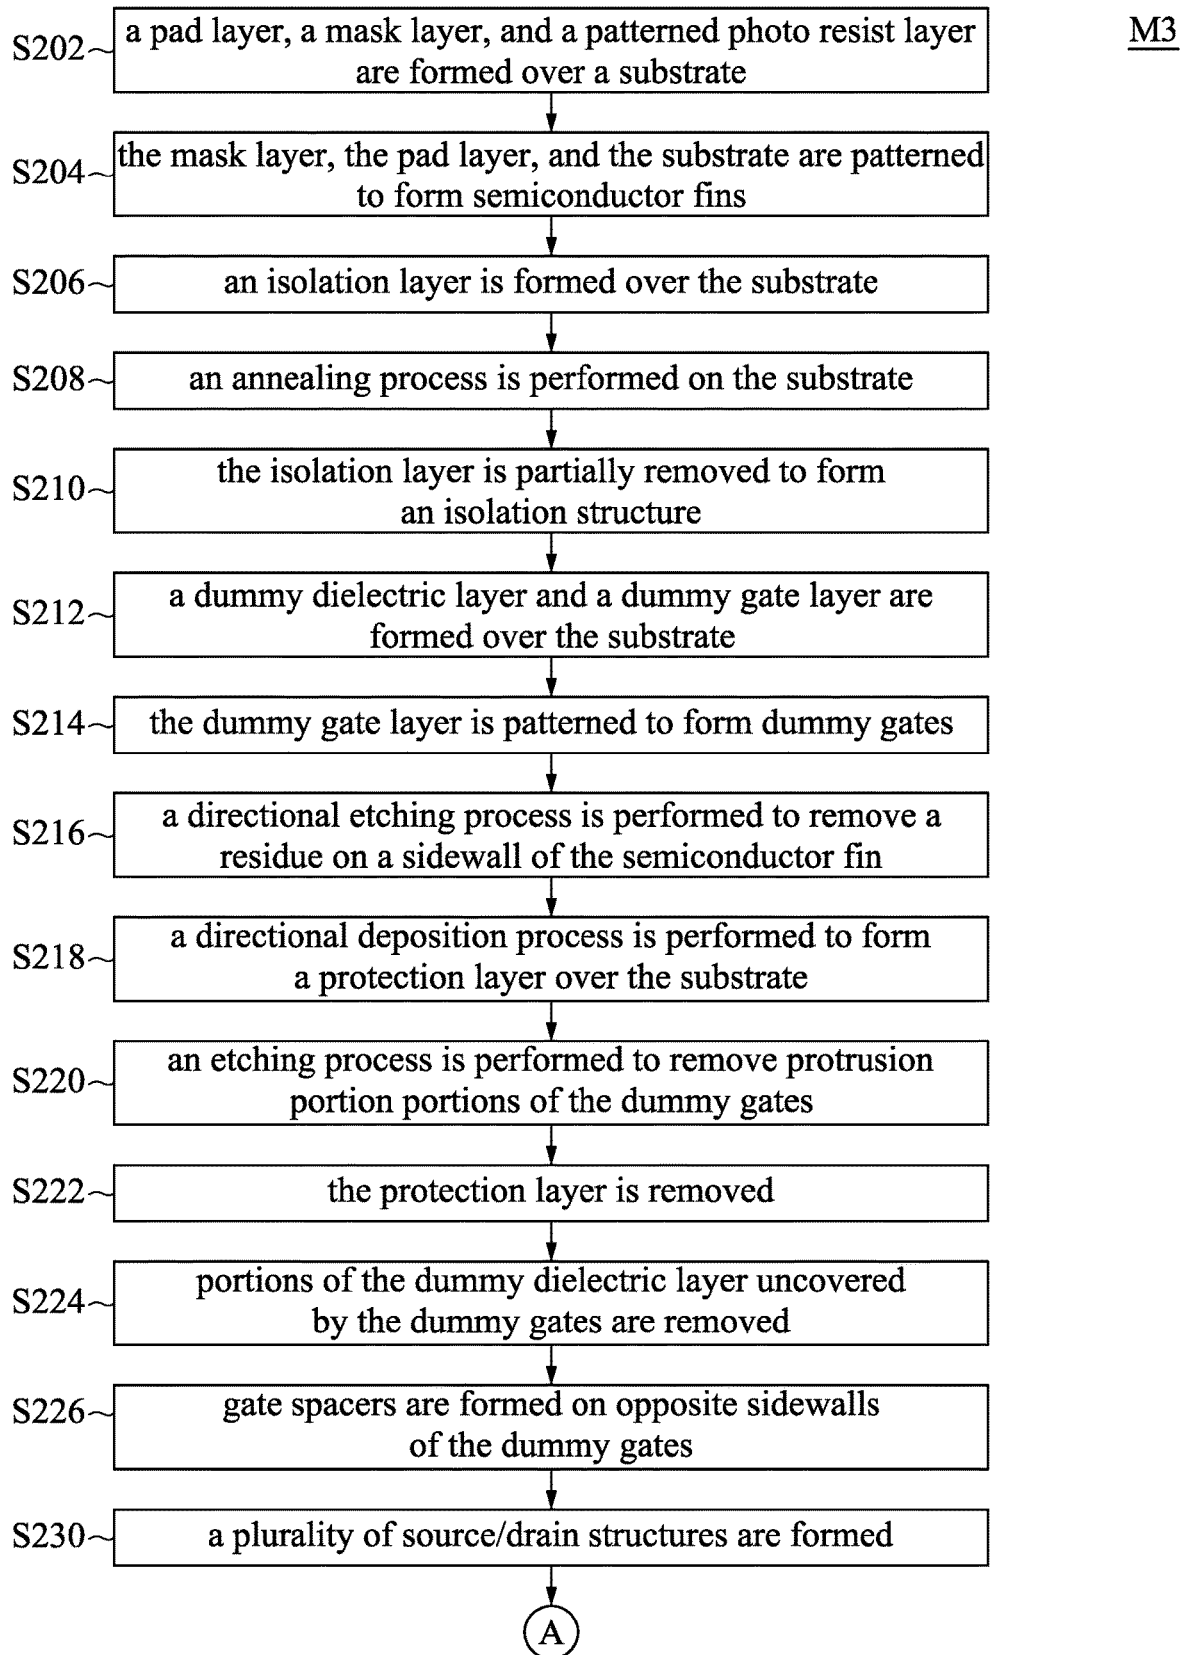 M3
S202
a pad layer, a mask layer, and a patterned photo resist layer
are formed over a substrate
S204
the mask layer, the pad layer, and the substrate are patterned
to form semiconductor fins
S206
an isolation layer is formed over the substrate
S208
an annealing process is performed on the substrate
S210
the isolation layer is partially removed to form
an isolation structure
S212
a dummy dielectric layer and a dummy gate layer are
formed over the substrate
S214
the dummy gate layer is patterned to form dummy gates
S216
a directional etching process is performed to remove a
residue on a sidewall of the semiconductor fin
S218
a directional deposition process is performed to form
a protection layer over the substrate
S220
an etching process is performed to remove protrusion
portion portions of the dummy gates
S222
the protection layer is removed
S224
portions of the dummy dielectric layer uncovered
by the dummy gates are removed
S226
gate spacers are formed on opposite sidewalls
of the dummy gates
S230
a plurality of source/drain structures are formed
A